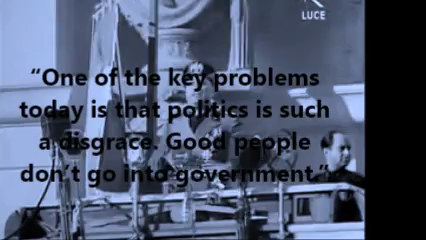 LUCE
“One of the key problems
today is that politics is such
a disgrace. Good people
don’t go into government.”